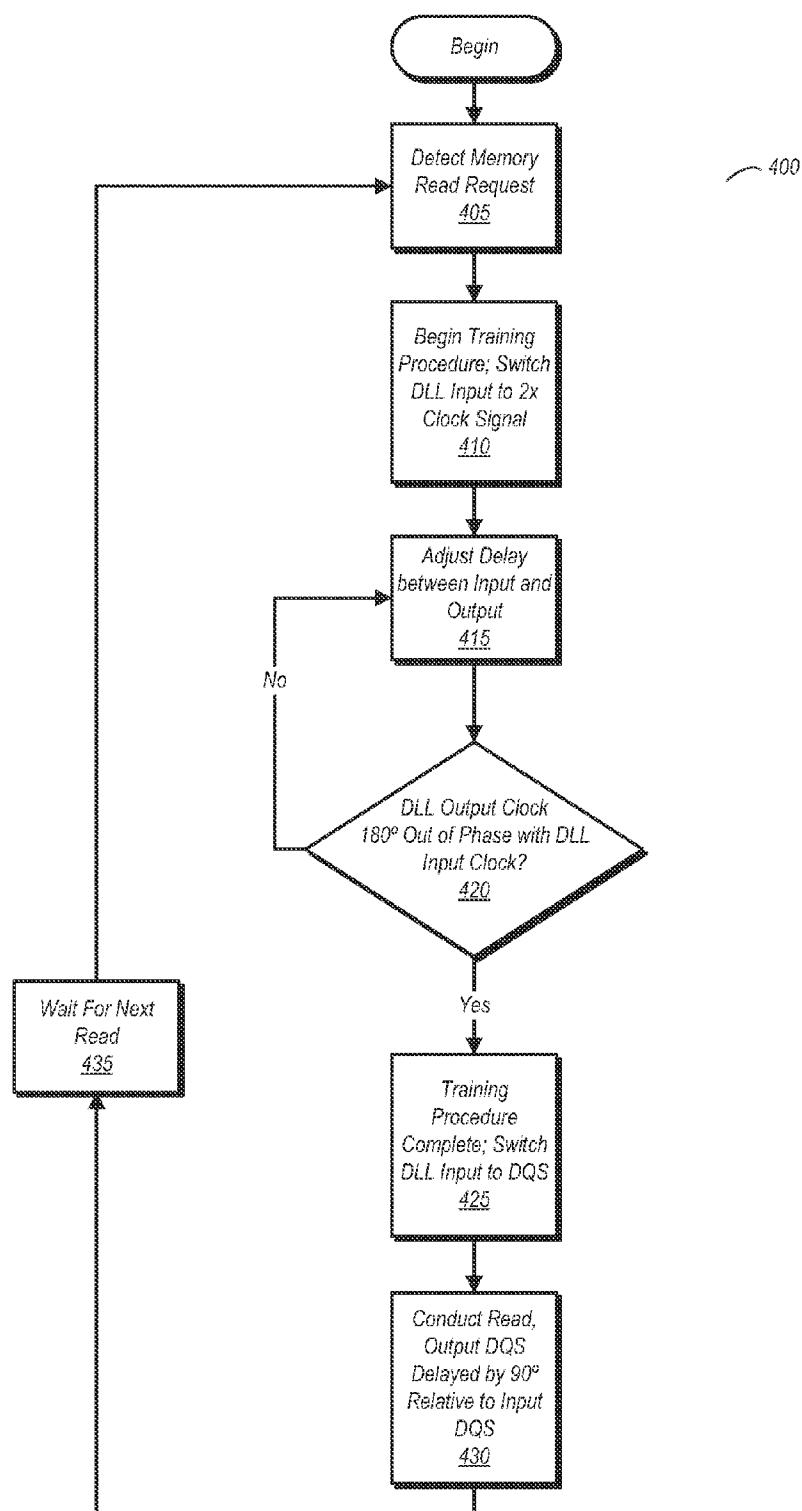 Begin
Detect Memory
Read Request
405
400
Begin Training
Procedure; Switch
DLL Input to 2x
Clock Signal
410
Adjust Delay
between Input and
Output
415
No
DLL Output Clock
180º Out of Phase with DLL
Input Clock?
420
Yes
Wait For Next
Read
435
Training
Procedure
Complete; Switch
DLL Input to DQS
425
Conduct Read,
Output DQS
Delayed by 90º
Relative to Input
DQS
430